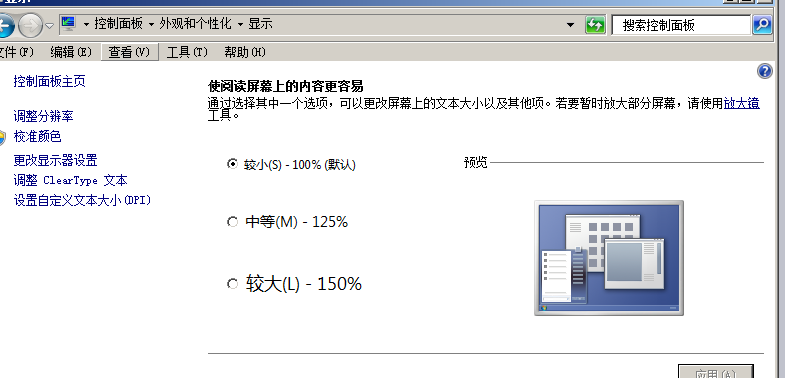 控制面板 外观和个性化 显示
搜索控制面板
文件(F) 编辑(E) 查看(V) 工具(T) 帮助(H)
控制面板主页
调整分辨率
校准颜色
更改显示器设置
调整 ClearType 文本
设置自定义文本大小(DPI)
使阅读屏幕上的内容更容易
通过选择其中一个选项，可以更改屏幕上的文本大小以及其他项。若要暂时放大部分屏幕，请使用放大镜
工具。
较小(S) - 100% (默认)
中等(M) - 125%
较大(L) - 150%
预览
应用(A)